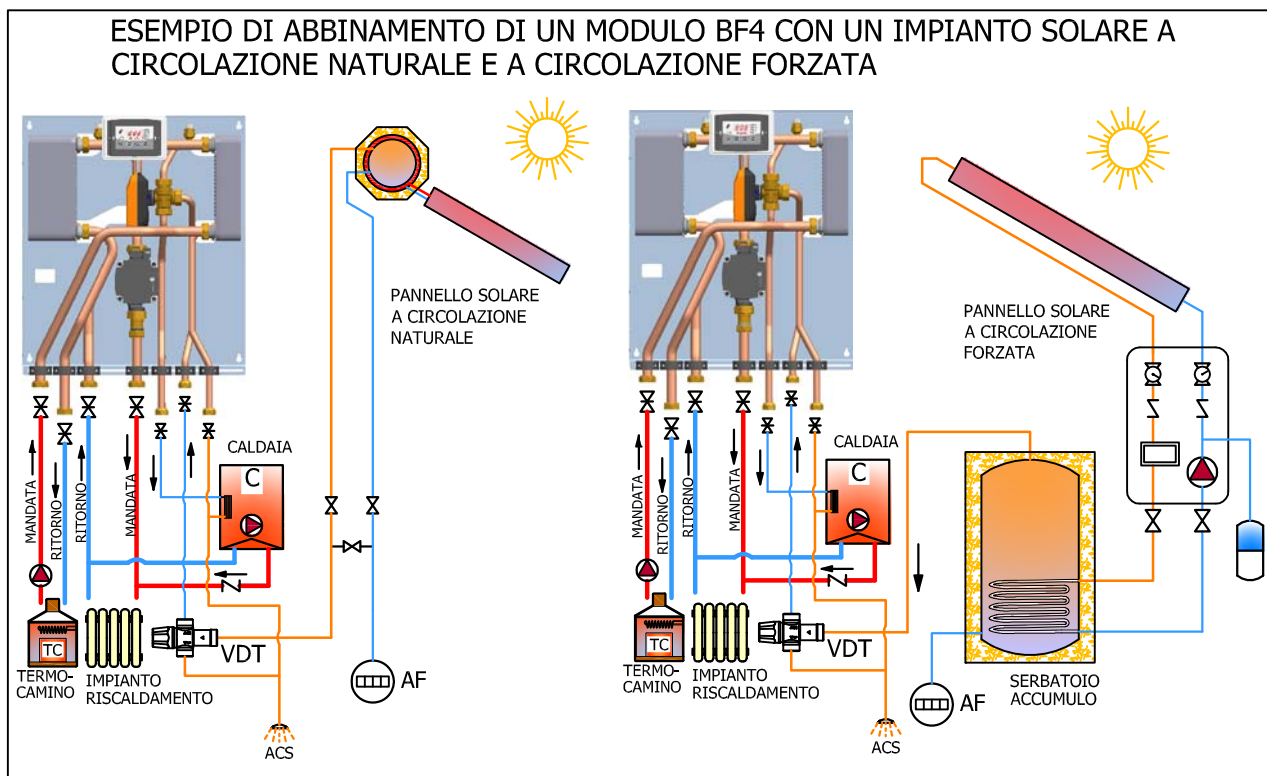 ESEMPIO DI ABBINAMENTO DI UN MODULO BF4 CON UN IMPIANTO SOLARE A
CIRCOLAZIONE NATURALE E A CIRCOLAZIONE FORZATA
PANNELLO SOLARE
A CIRCOLAZIONE
NATURALE
MANDATA
RITORNO
RITORNO
MANDATA
CALDAIA
C
TC
TERMO-
CAMINO
IMPIANTO
RISCALDAMENTO
VDT
AF
ACS
PANNELLO SOLARE
A CIRCOLAZIONE
FORZATA
MANDATA
RITORNO
RITORNO
MANDATA
CALDAIA
C
TC
TERMO-
CAMINO
IMPIANTO
RISCALDAMENTO
VDT
AF
SERBATOIO
ACCUMULO
ACS